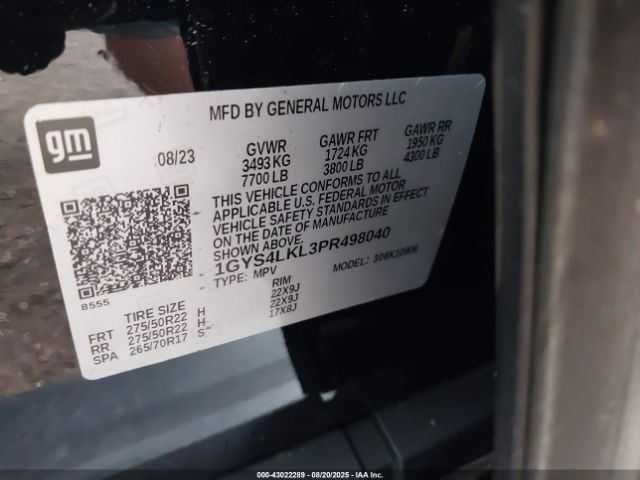 MFD BY GENERAL MOTORS LLC
gm
08/23
GVWR GAWR FRT GAWR RR
3493 KG 1724 KG 1950 KG
7700 LB 3800 LB 4300 LB
THIS VEHICLE CONFORMS TO ALL
APPLICABLE U.S. FEDERAL MOTOR
VEHICLE SAFETY STANDARDS IN EFFECT
ON THE DATE OF MANUFACTURE
SHOWN ABOVE.
1GYS4LKL3PR498040
TYPE: MPV MODEL: 306K10906
8555
TIRE SIZE RIM
FRT 275/50R22 H 22X9J
RR 275/50R22 H 22X9J
SPA 265/70R17 S 17X8J
000-43022289 - 08/20/2025 - IAA Inc.